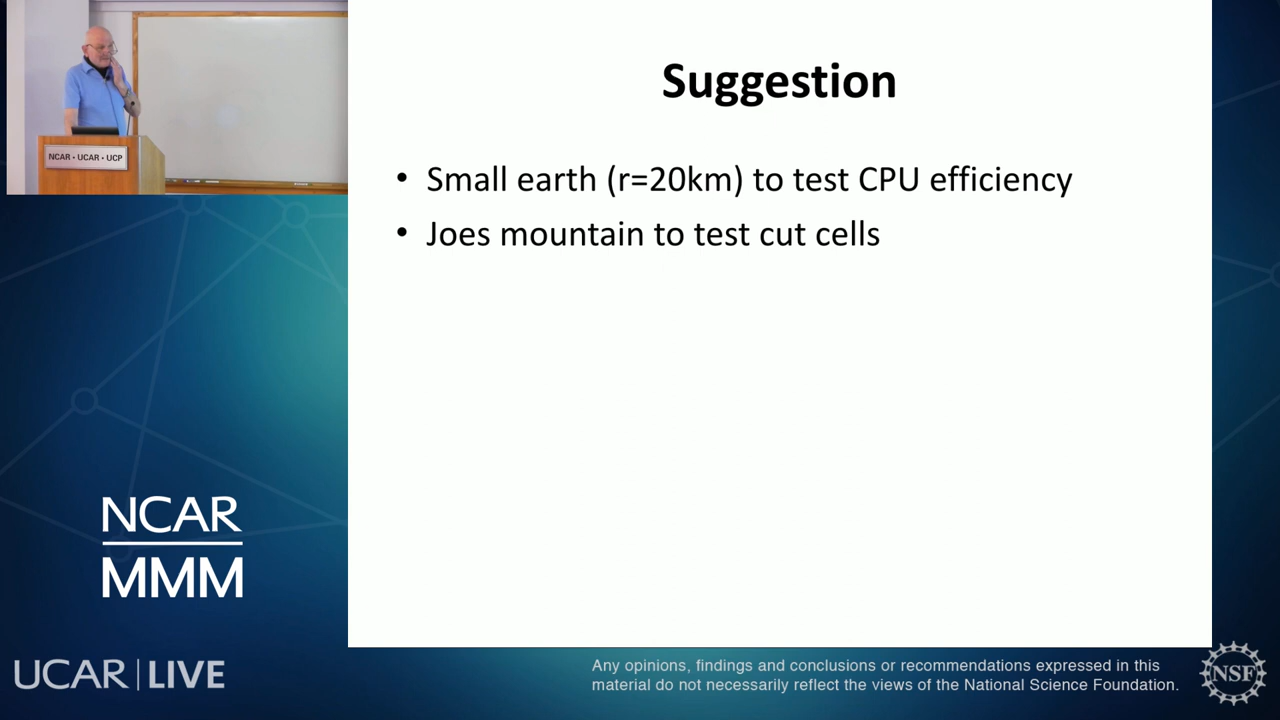 NCAR • UCAR • UCP
Suggestion
• Small earth (r=20km) to test CPU efficiency
• Joes mountain to test cut cells
NCAR
MMM
UCAR | LIVE
Any opinions, findings and conclusions or recommendations expressed in this
material do not necessarily reflect the views of the National Science Foundation.
NSF